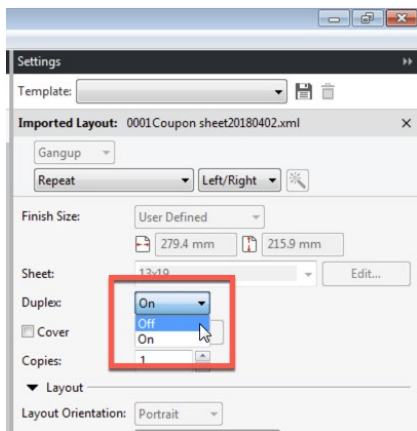 Settings
Template:
Imported Layout: 0001Coupon sheet20180402.xml
Gangup
Repeat Left/Right
Finish Size: User Defined
279.4 mm 215.9 mm
Sheet: 13x19 Edit...
Duplex: On
Off
Cover On
Copies: 1
Layout
Layout Orientation: Portrait